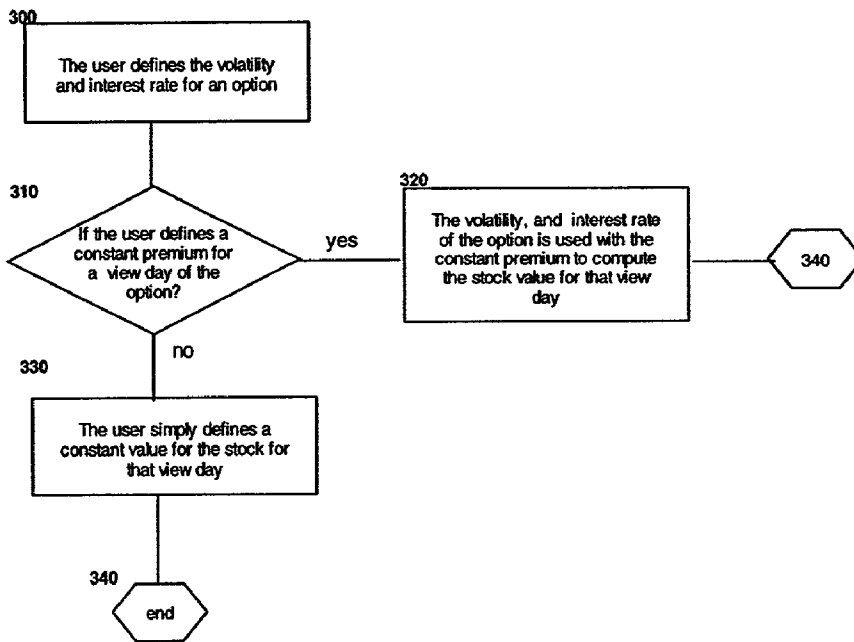 300
The user defines the volatility
and interest rate for an option
310
If the user defines a
constant premium for
a view day of the
option?
yes
320
The volatility, and interest rate
of the option is used with the
constant premium to compute
the stock value for that view
day
340
no
330
The user simply defines a
constant value for the stock for
that view day
340
end